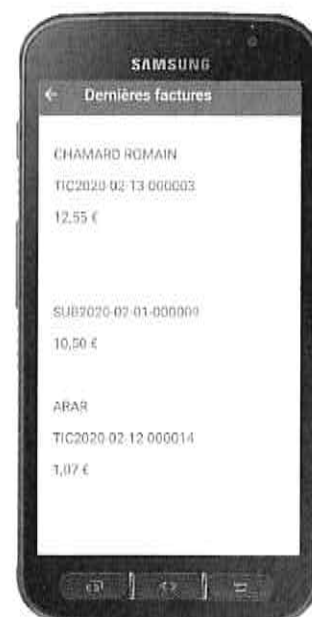 SAMSUNG
Dernières factures
CHAMARD ROMAIN
TIC2020-02-13-000003
12,55 €
SUB2020-02-01-000009
10,50 €
ARAR
TIC2020-02-12-000014
1,07 €